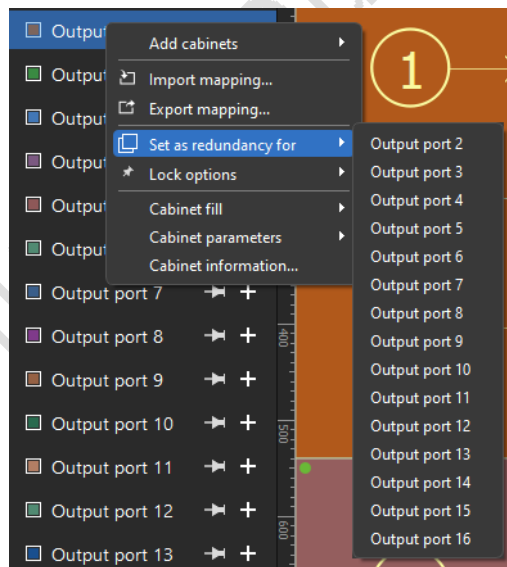 Output
Output
Output
Output
Output
Output
Output port 7
Output port 8
Output port 9
Output port 10
Output port 11
Output port 12
Output port 13
Add cabinets
Import mapping...
Export mapping...
Set as redundancy for
Lock options
Cabinet fill
Cabinet parameters
Cabinet information...
Output port 2
Output port 3
Output port 4
Output port 5
Output port 6
Output port 7
Output port 8
Output port 9
Output port 10
Output port 11
Output port 12
Output port 13
Output port 14
Output port 15
Output port 16
400
500
600
1